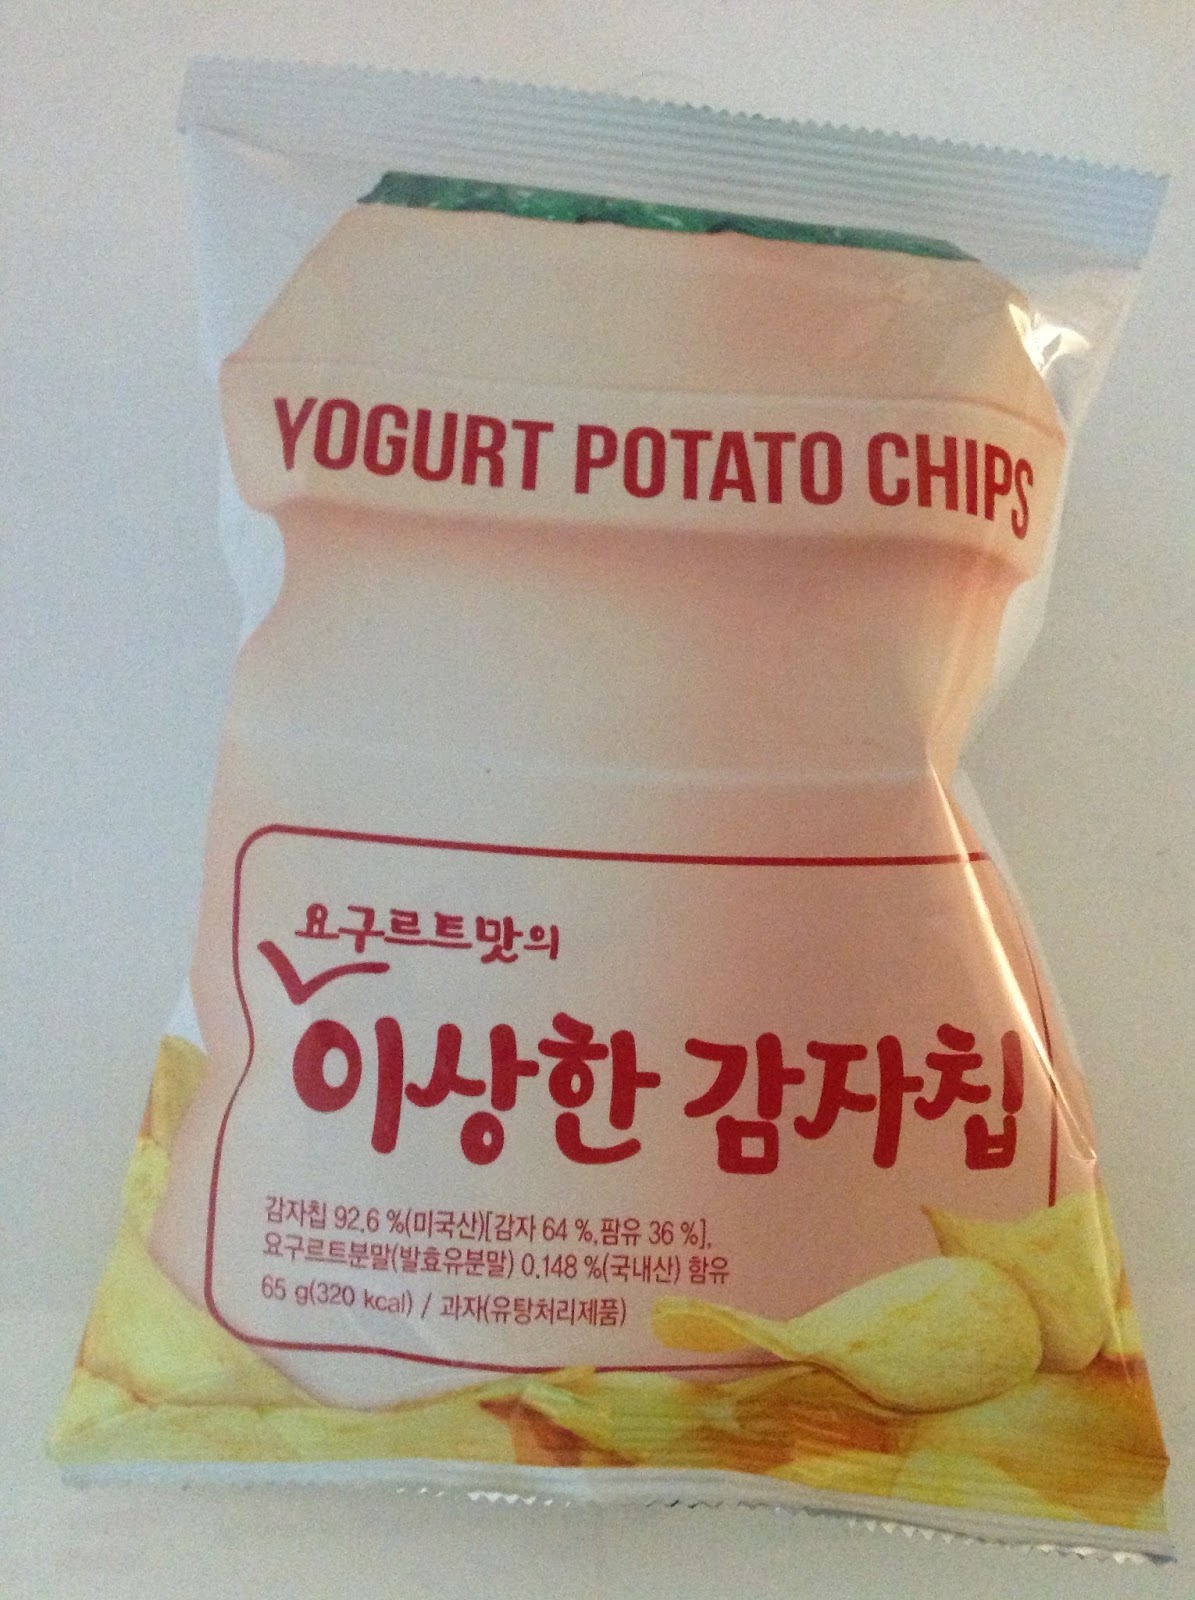 YOGURT POTATO CHIPS
요구르트맛의
이상한 감자칩
감자칩 92.6 %(미국산)[감자 64 %,팜유 36 %],
요구르트분말(발효유분말) 0.148 %(국내산) 함유
65 g(320 kcal) / 과자(유탕처리제품)